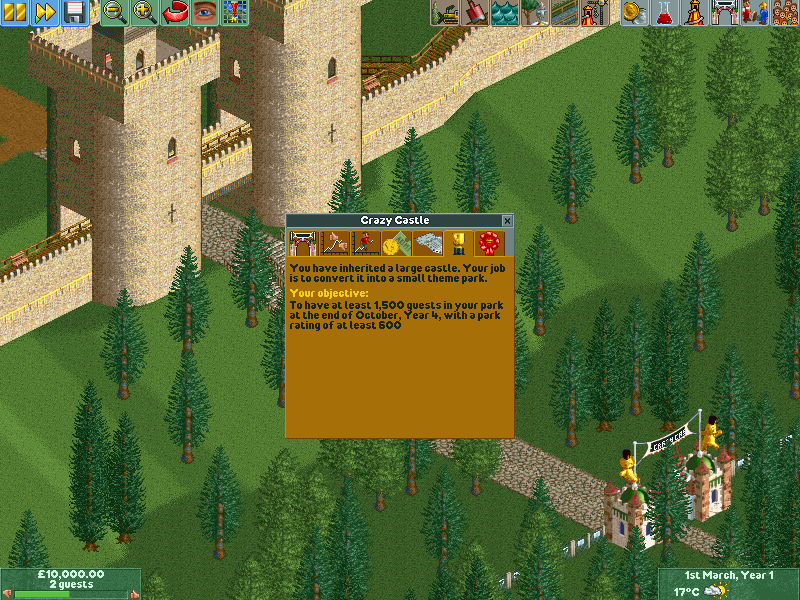 Crazy Castle
You have inherited a large castle. Your job
is to convert it into a small theme park.
Your objective:
To have at least 1,500 guests in your park
at the end of October, Year 4, with a park
rating of at least 600
£10,000.00
2 guests
1st March, Year 1
17°C